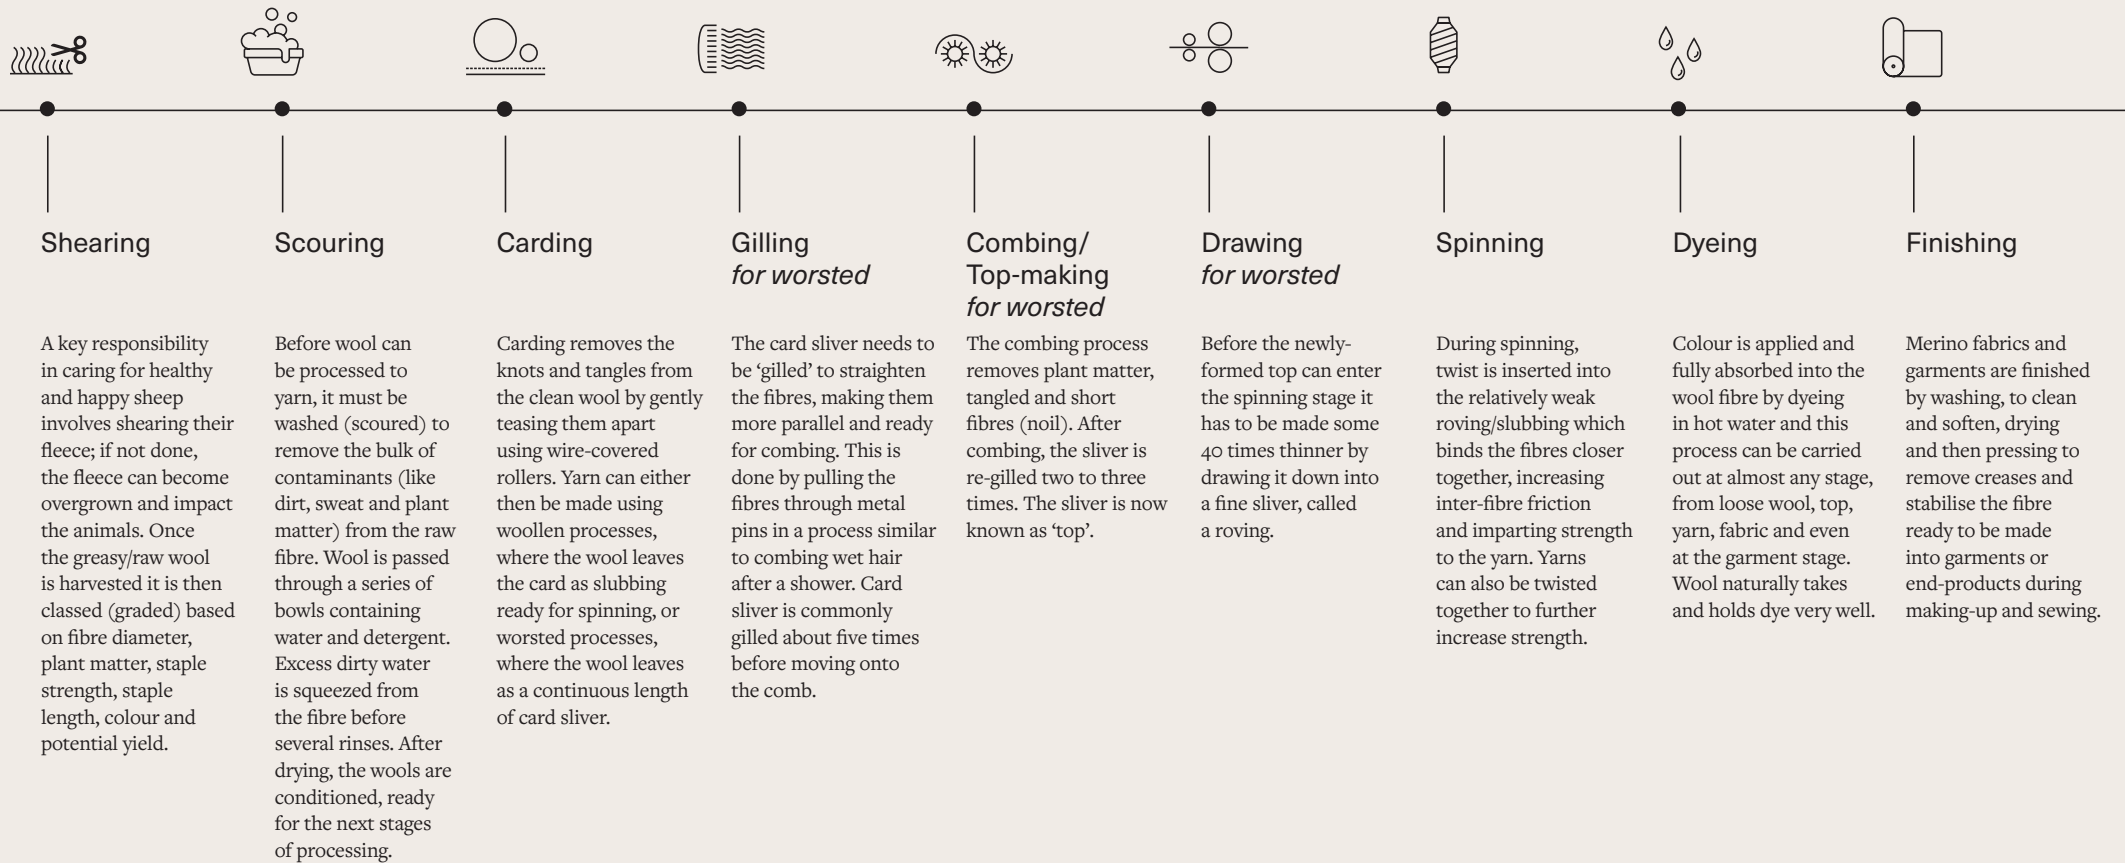 Shearing
A key responsibility
in caring for healthy
and happy sheep
involves shearing their
fleece; if not done,
the fleece can become
overgrown and impact
the animals. Once
the greasy/raw wool
is harvested it is then
classed (graded) based
on fibre diameter,
plant matter, staple
strength, staple
length, colour and
potential yield.
Scouring
Before wool can
be processed to
yarn, it must be
washed (scoured) to
remove the bulk of
contaminants (like
dirt, sweat and plant
matter) from the raw
fibre. Wool is passed
through a series of
bowls containing
water and detergent.
Excess dirty water
is squeezed from
the fibre before
several rinses. After
drying, the wools are
conditioned, ready
for the next stages
of processing.
Carding
Carding removes the
knots and tangles from
the clean wool by gently
teasing them apart
using wire-covered
rollers. Yarn can either
then be made using
woollen processes,
where the wool leaves
the card as slubbing
ready for spinning, or
worsted processes,
where the wool leaves
as a continuous length
of card sliver.
Gilling
for worsted
The card sliver needs to
be ‘gilled’ to straighten
the fibres, making them
more parallel and ready
for combing. This is
done by pulling the
fibres through metal
pins in a process similar
to combing wet hair
after a shower. Card
sliver is commonly
gilled about five times
before moving onto
the comb.
Combing/
Top-making
for worsted
The combing process
removes plant matter,
tangled and short
fibres (noil). After
combing, the sliver is
re-gilled two to three
times. The sliver is now
known as ‘top’.
Drawing
for worsted
Before the newly-
formed top can enter
the spinning stage it
has to be made some
40 times thinner by
drawing it down into
a fine sliver, called
a roving.
Spinning
During spinning,
twist is inserted into
the relatively weak
roving/slubbing which
binds the fibres closer
together, increasing
inter-fibre friction
and imparting strength
to the yarn. Yarns
can also be twisted
together to further
increase strength.
Dyeing
Colour is applied and
fully absorbed into the
wool fibre by dyeing
in hot water and this
process can be carried
out at almost any stage,
from loose wool, top,
yarn, fabric and even
at the garment stage.
Wool naturally takes
and holds dye very well.
Finishing
Merino fabrics and
garments are finished
by washing, to clean
and soften, drying
and then pressing to
remove creases and
stabilise the fibre
ready to be made
into garments or
end-products during
making-up and sewing.